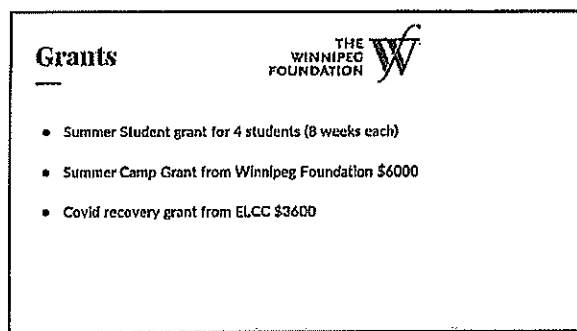 Grants
THE
WINNIPEG
FOUNDATION
• Summer Student grant for 4 students (8 weeks each)
• Summer Camp Grant from Winnipeg Foundation $6000
• Covid recovery grant from ELCC $3600